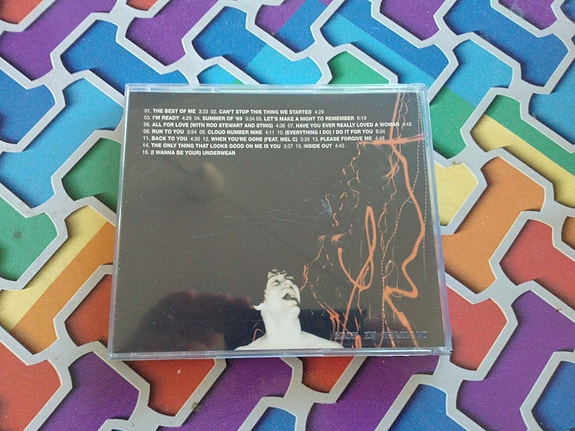 01. THE BEST OF ME 3:33 02. CAN'T STOP THIS THING WE STARTED 4:29
03. I'M READY 4:29 04. SUMMER OF '69 3:34 05. LET'S MAKE A NIGHT TO REMEMBER 6:19
06. ALL FOR LOVE (WITH ROD STEWART AND STING) 4:36 07. HAVE YOU EVER REALLY LOVED A WOMAN 4:48
08. RUN TO YOU 3:54 09. CLOUD NUMBER NINE 4:11 10. (EVERYTHING I DO) I DO IT FOR YOU 6:34
11. BACK TO YOU 4:30 12. WHEN YOU'RE GONE (FEAT. MEL C) 3:25 13. PLEASE FORGIVE ME 4:43
14. THE ONLY THING THAT LOOKS GOOD ON ME IS YOU 3:37 15. INSIDE OUT 4:43
16. (I WANNA BE YOUR) UNDERWEAR
MADE IN GERMANY